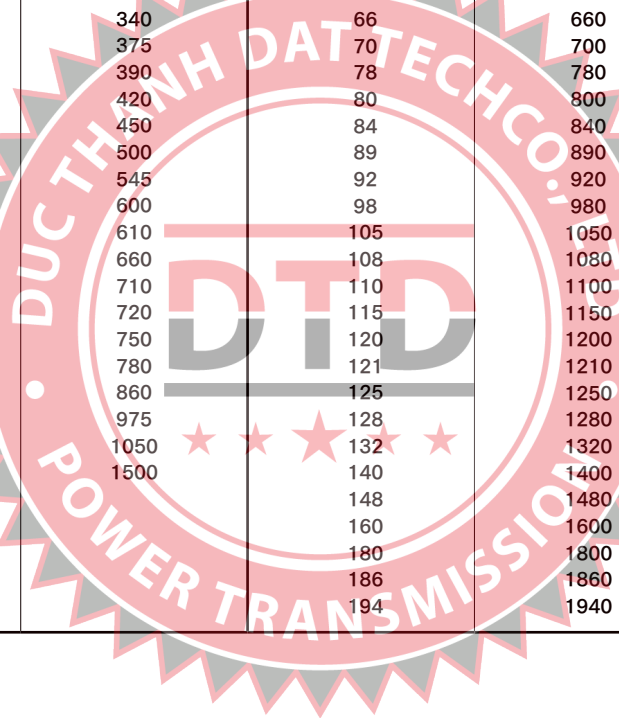 340 66 660
375 70 700
390 78 780
420 80 800
450 84 840
500 89 890
545 92 920
600 98 980
610 105 1050
660 108 1080
710 110 1100
720 115 1150
750 120 1200
780 121 1210
860 125 1250
975 128 1280
1050 132 1320
1500 140 1400
148 1480
160 1600
180 1800
186 1860
194 1940
DUC THANH DAT TECHCO., LTD
DTD
POWER TRANSMISSION